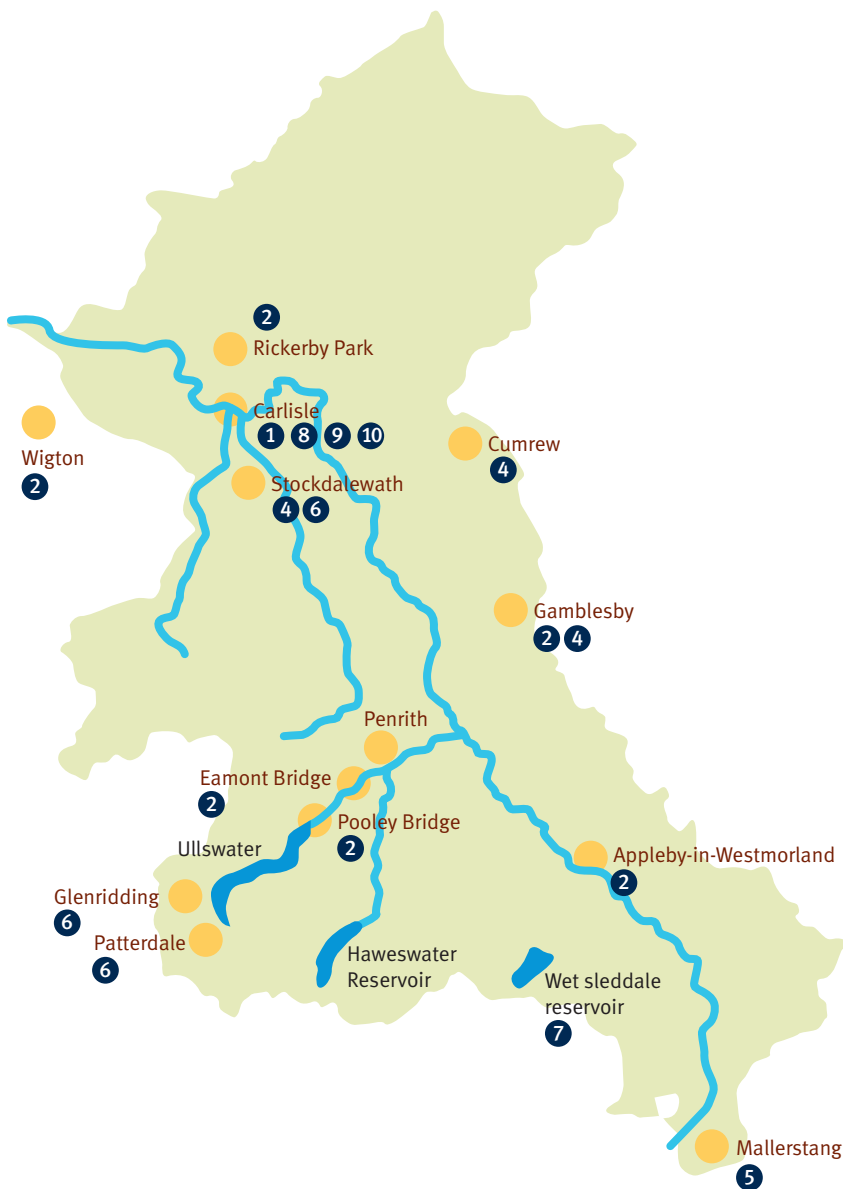 2
Rickerby Park
Carlisle
1 8 9 10
Wigton
2
Cumrew
4
Stockdalewath
4 6
Gamblesby
2 4
Penrith
Eamont Bridge
2
Pooley Bridge
2
Ullswater
Appleby-in-Westmorland
2
Glenridding
6
Patterdale
6
Haweswater
Reservoir
Wet sleddale
reservoir
7
Mallerstang
5